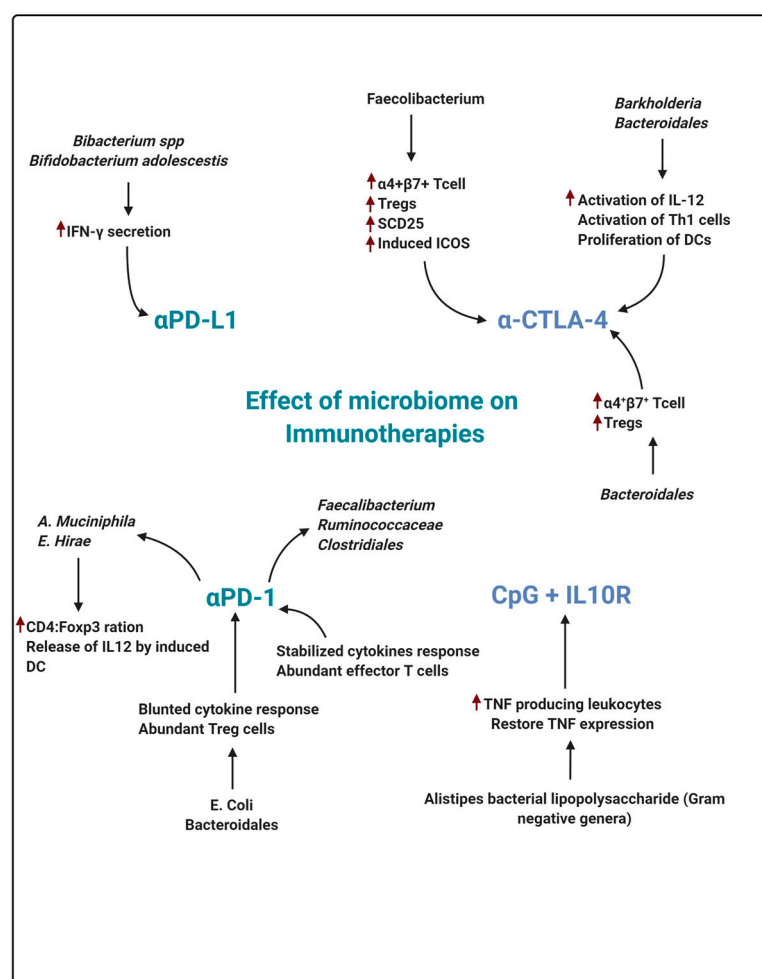 Faecolibacterium
Barkholderia
Bacteroidales
Bibacterium spp
Bifidobacterium adolescestis
α4+β7+ Tcell
Tregs
SCD25
Induced ICOS
Activation of IL-12
Activation of Th1 cells
Proliferation of DCs
IFN-γ secretion
αPD-L1
α-CTLA-4
Effect of microbiome on
Immunotherapies
α4⁺β7⁺ Tcell
Tregs
Bacteroidales
A. Muciniphila
E. Hirae
Faecalibacterium
Ruminococcaceae
Clostridiales
αPD-1
CpG + IL10R
CD4:Foxp3 ration
Release of IL12 by induced
DC
Stabilized cytokines response
Abundant effector T cells
Blunted cytokine response
Abundant Treg cells
TNF producing leukocytes
Restore TNF expression
E. Coli
Bacteroidales
Alistipes bacterial lipopolysaccharide (Gram
negative genera)